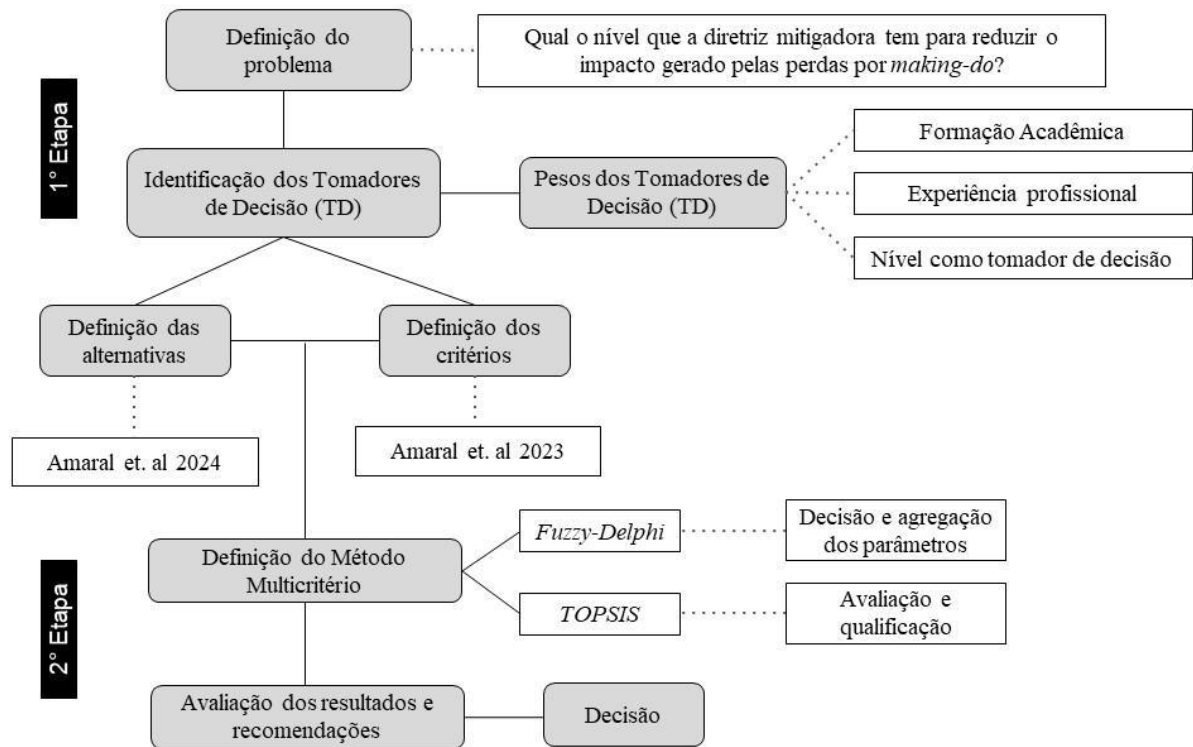 Definição do
problema
Qual o nível que a diretriz mitigadora tem para reduzir o
impacto gerado pelas perdas por making-do?
1° Etapa
Identificação dos Tomadores
de Decisão (TD)
Pesos dos Tomadores de
Decisão (TD)
Formação Acadêmica
Experiência profissional
Nível como tomador de decisão
Definição das
alternativas
Definição dos
critérios
Amaral et. al 2024
Amaral et. al 2023
2° Etapa
Definição do Método
Multicritério
Fuzzy-Delphi
Decisão e agregação
dos parâmetros
TOPSIS
Avaliação e
qualificação
Avaliação dos resultados e
recomendações
Decisão